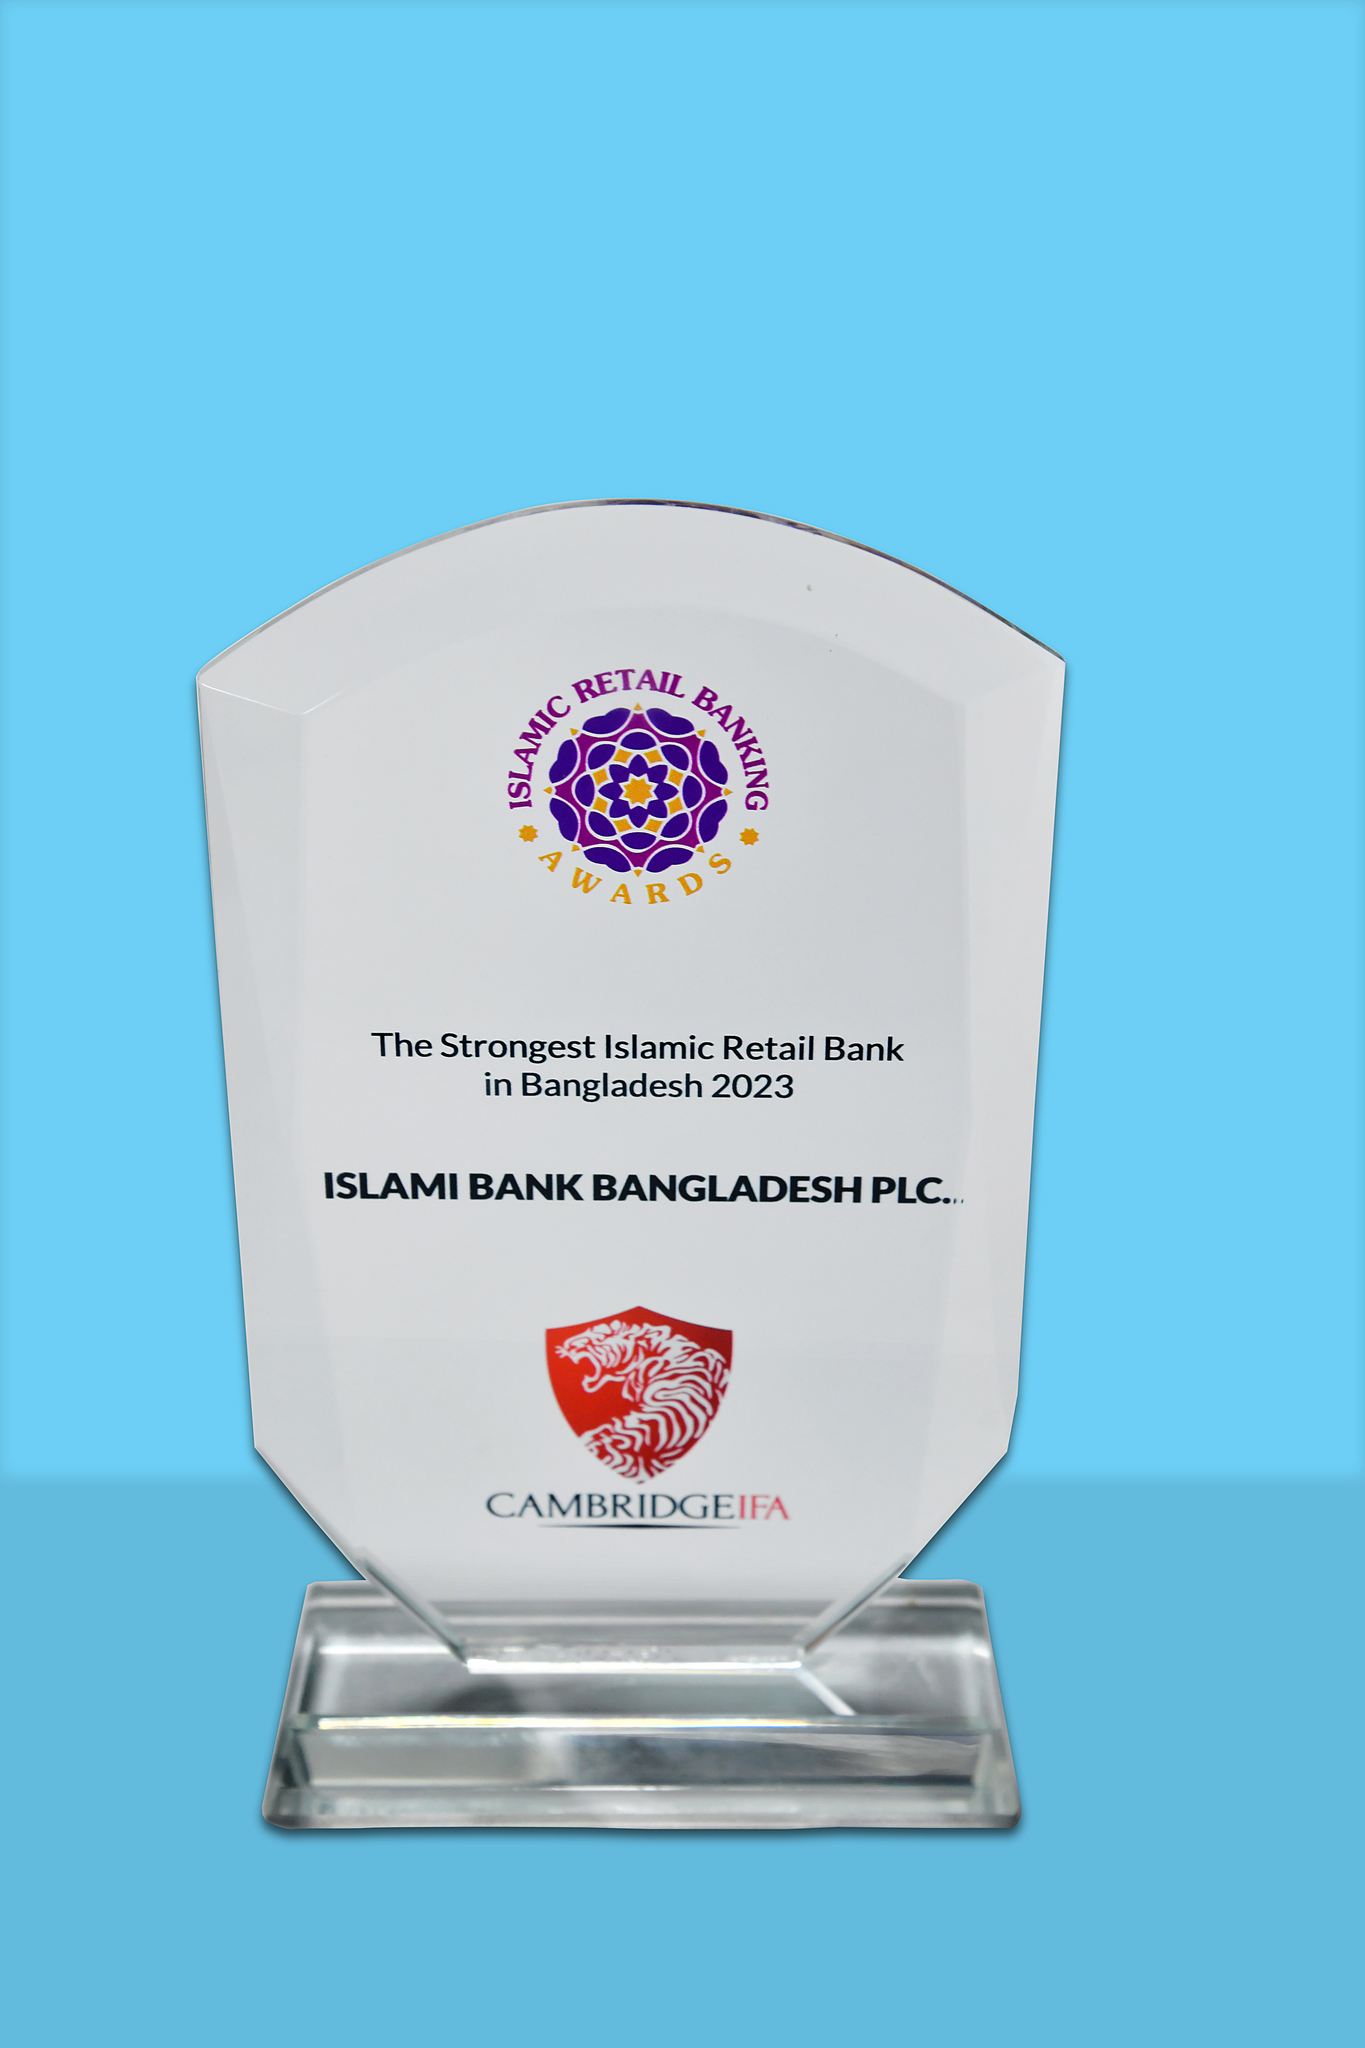 ISLAMIC RETAIL BANKING
AWARDS
The Strongest Islamic Retail Bank
in Bangladesh 2023
ISLAMI BANK BANGLADESH PLC...
CAMBRIDGEIFA